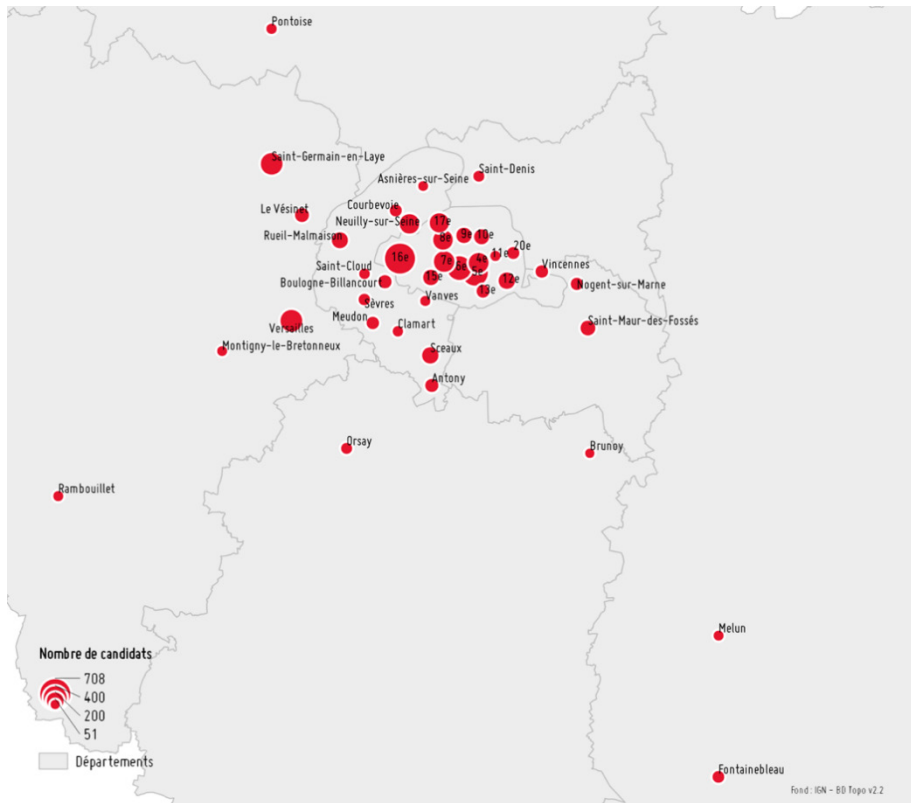 Pontoise
Saint-Germain-en-Laye
Saint-Denis
Asnières-sur-Seine
Le Vésinet
Courbevoie
Neuilly-sur-Seine
17e
Rueil-Malmaison
8e
9e
10e
16e
7e
6e
5e
4e
11e
20e
Saint-Cloud
Boulogne-Billancourt
15e
12e
Vincennes
13e
Nogent-sur-Marne
Sèvres
Vanves
Meudon
Clamart
Versailles
Saint-Maur-des-Fossés
Montigny-le-Bretonneux
Sceaux
Antony
Orsay
Brunoy
Rambouillet
Melun
Nombre de candidats
708
400
200
51
Départements
Fontainebleau
Fond : IGN - BD Topo v2.2